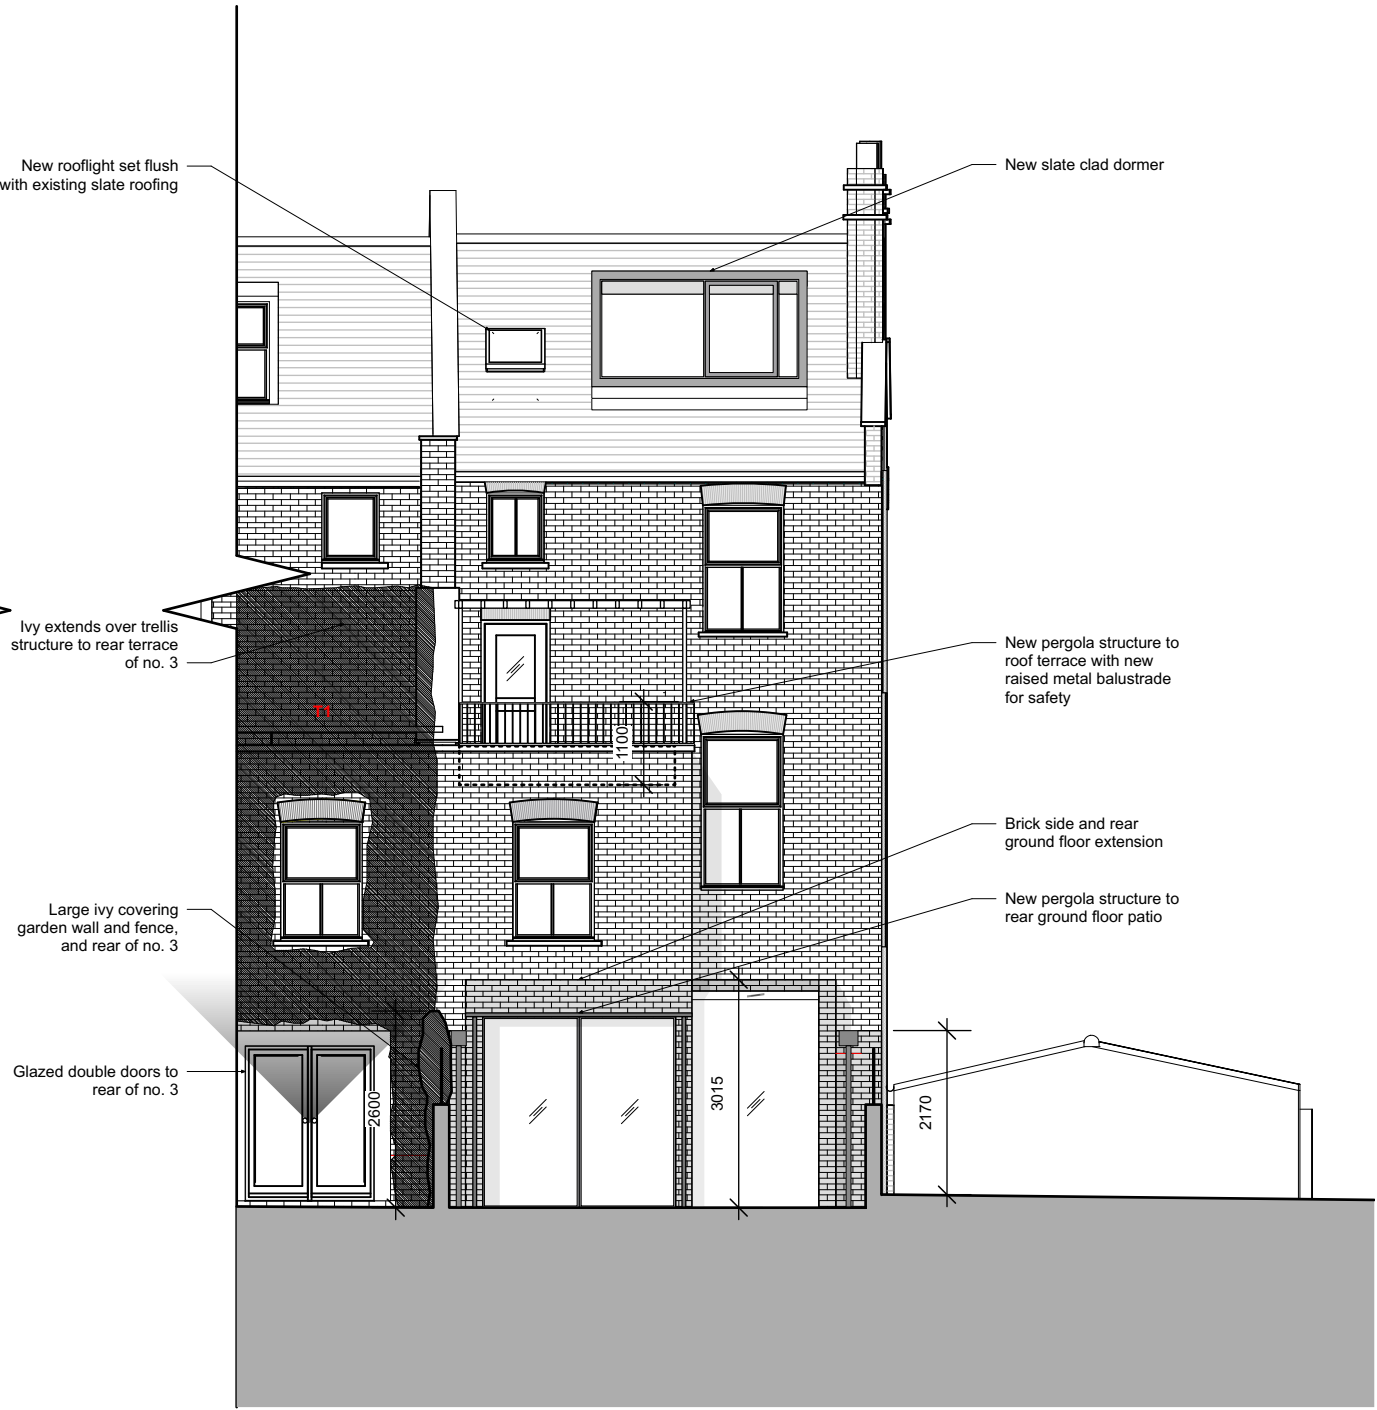 New rooflight set flush
with existing slate roofing
New slate clad dormer
Ivy extends over trellis
structure to rear terrace
of no. 3
T1
New pergola structure to
roof terrace with new
raised metal balustrade
for safety
1100
Brick side and rear
ground floor extension
Large ivy covering
garden wall and fence,
and rear of no. 3
New pergola structure to
rear ground floor patio
Glazed double doors to
rear of no. 3
2600
3015
2170